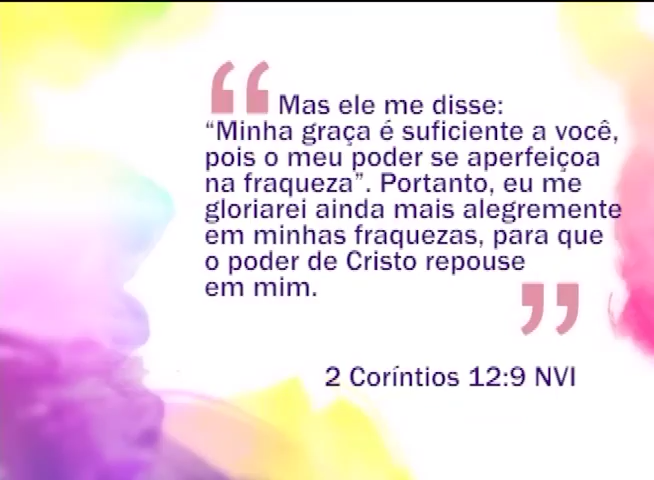 “ Mas ele me disse:
“Minha graça é suficiente a você,
pois o meu poder se aperfeiçoa
na fraqueza”. Portanto, eu me
gloriarei ainda mais alegremente
em minhas fraquezas, para que
o poder de Cristo repouse
em mim. ”
2 Coríntios 12:9 NVI